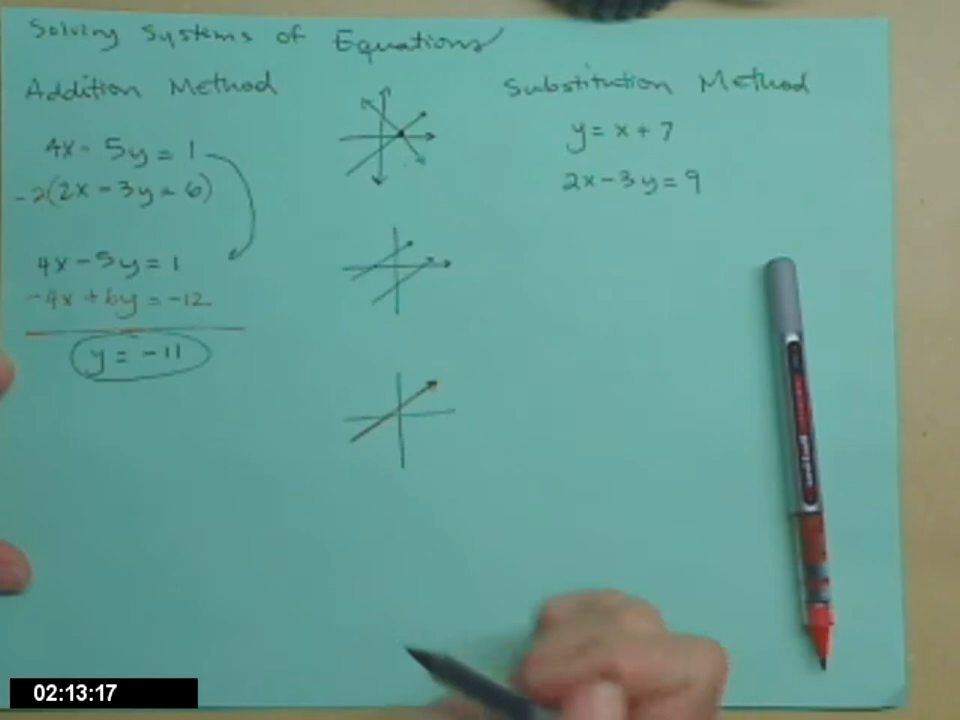 Solving Systems of Equations
Addition Method
4x - 5y = 1
-2(2x - 3y = 6)
4x - 5y = 1
-4x + 6y = -12
y = -11
Substitution Method
y = x + 7
2x - 3y = 9
02:13:17